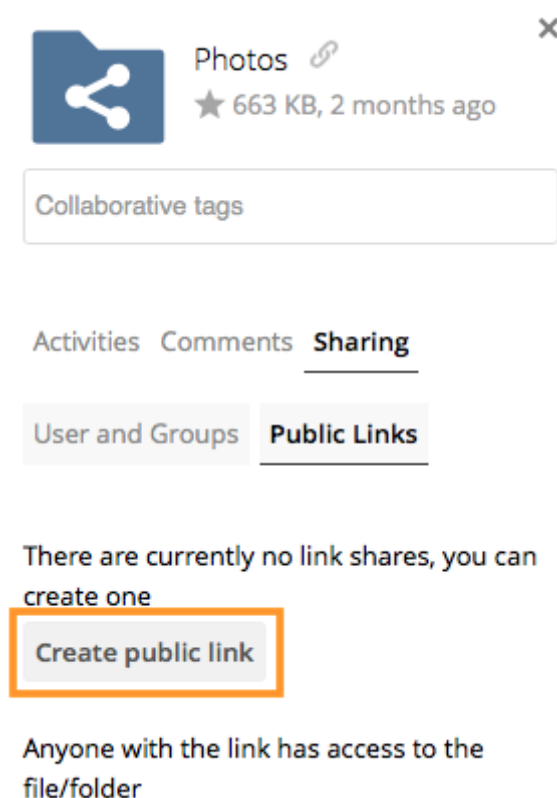 Photos
663 KB, 2 months ago
Collaborative tags
Activities Comments Sharing
User and Groups Public Links
There are currently no link shares, you can
create one
Create public link
Anyone with the link has access to the
file/folder